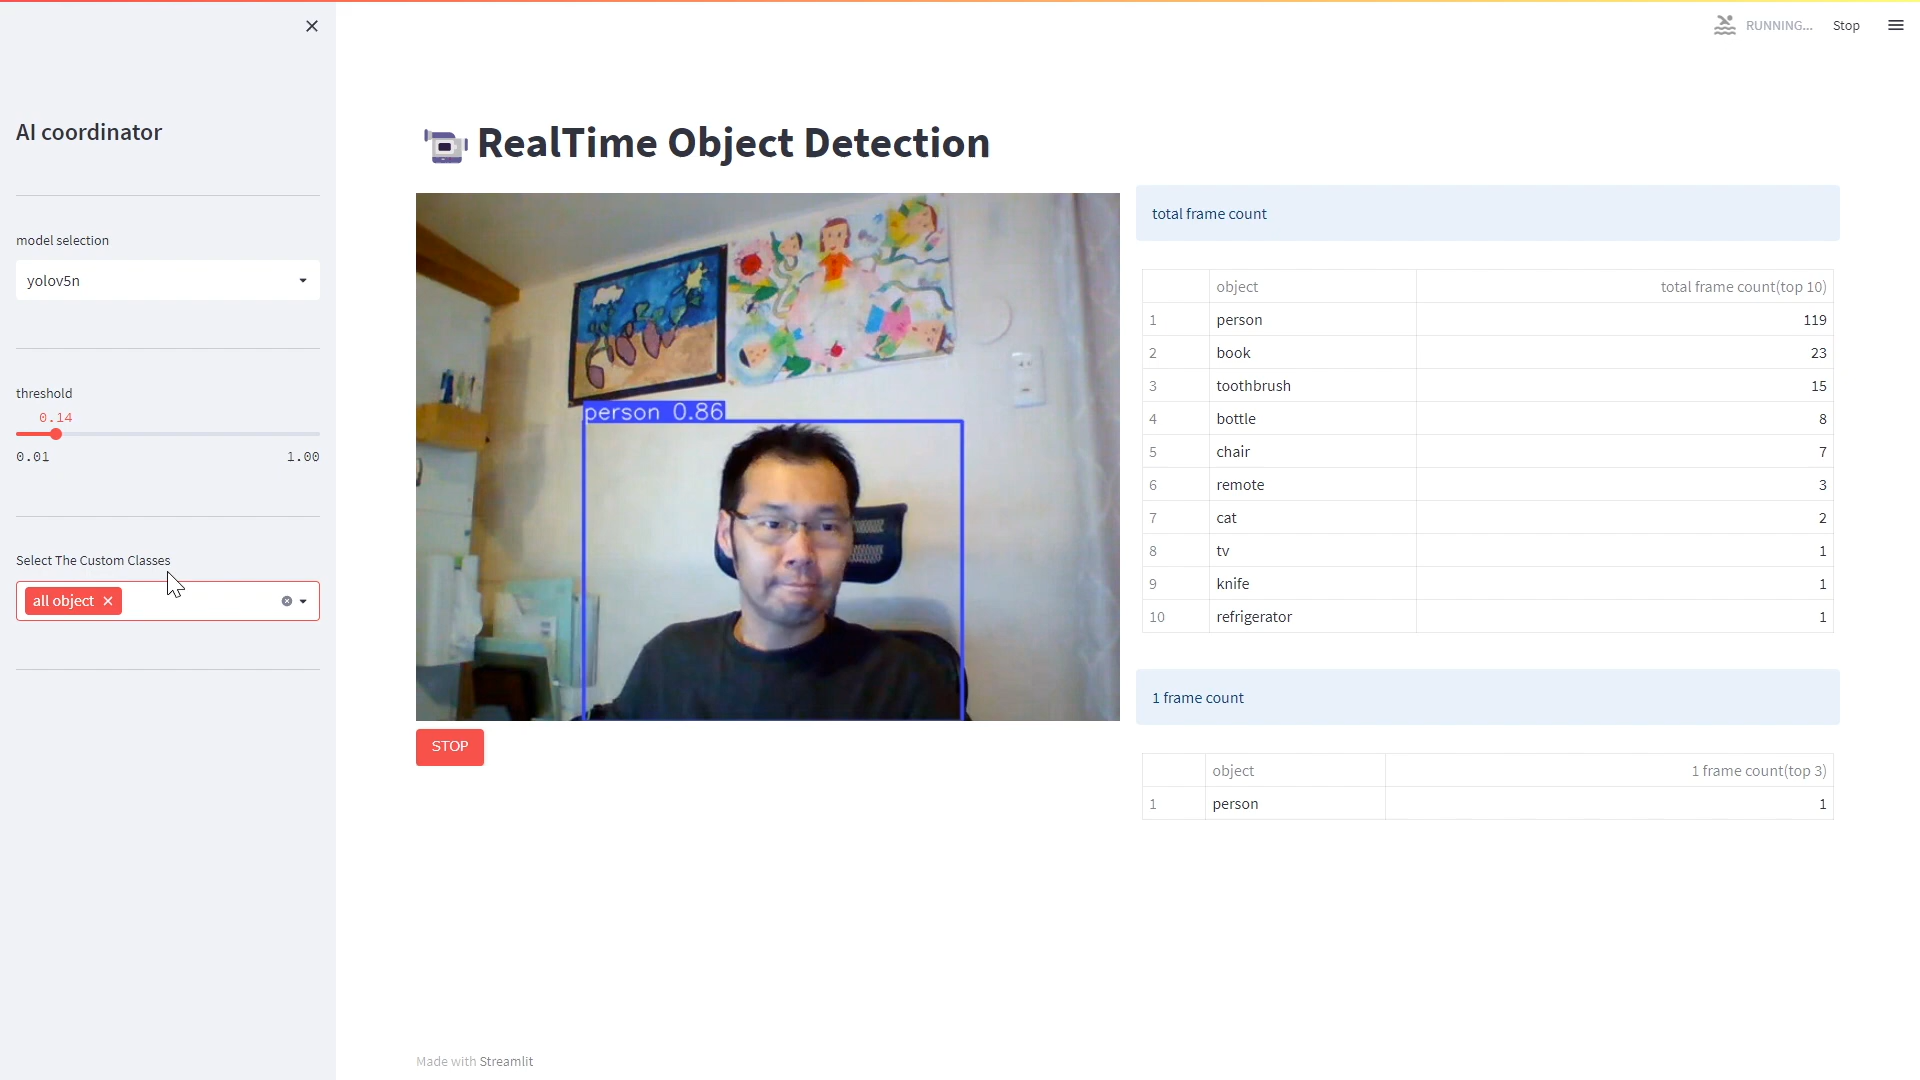 RUNNING...
Stop
AI coordinator
model selection
yolov5n
threshold
0.14
0.01 1.00
Select The Custom Classes
all object
RealTime Object Detection
person 0.86
STOP
total frame count
object total frame count(top 10)
1 person 119
2 book 23
3 toothbrush 15
4 bottle 8
5 chair 7
6 remote 3
7 cat 2
8 tv 1
9 knife 1
10 refrigerator 1
1 frame count
object 1 frame count(top 3)
1 person 1
Made with Streamlit